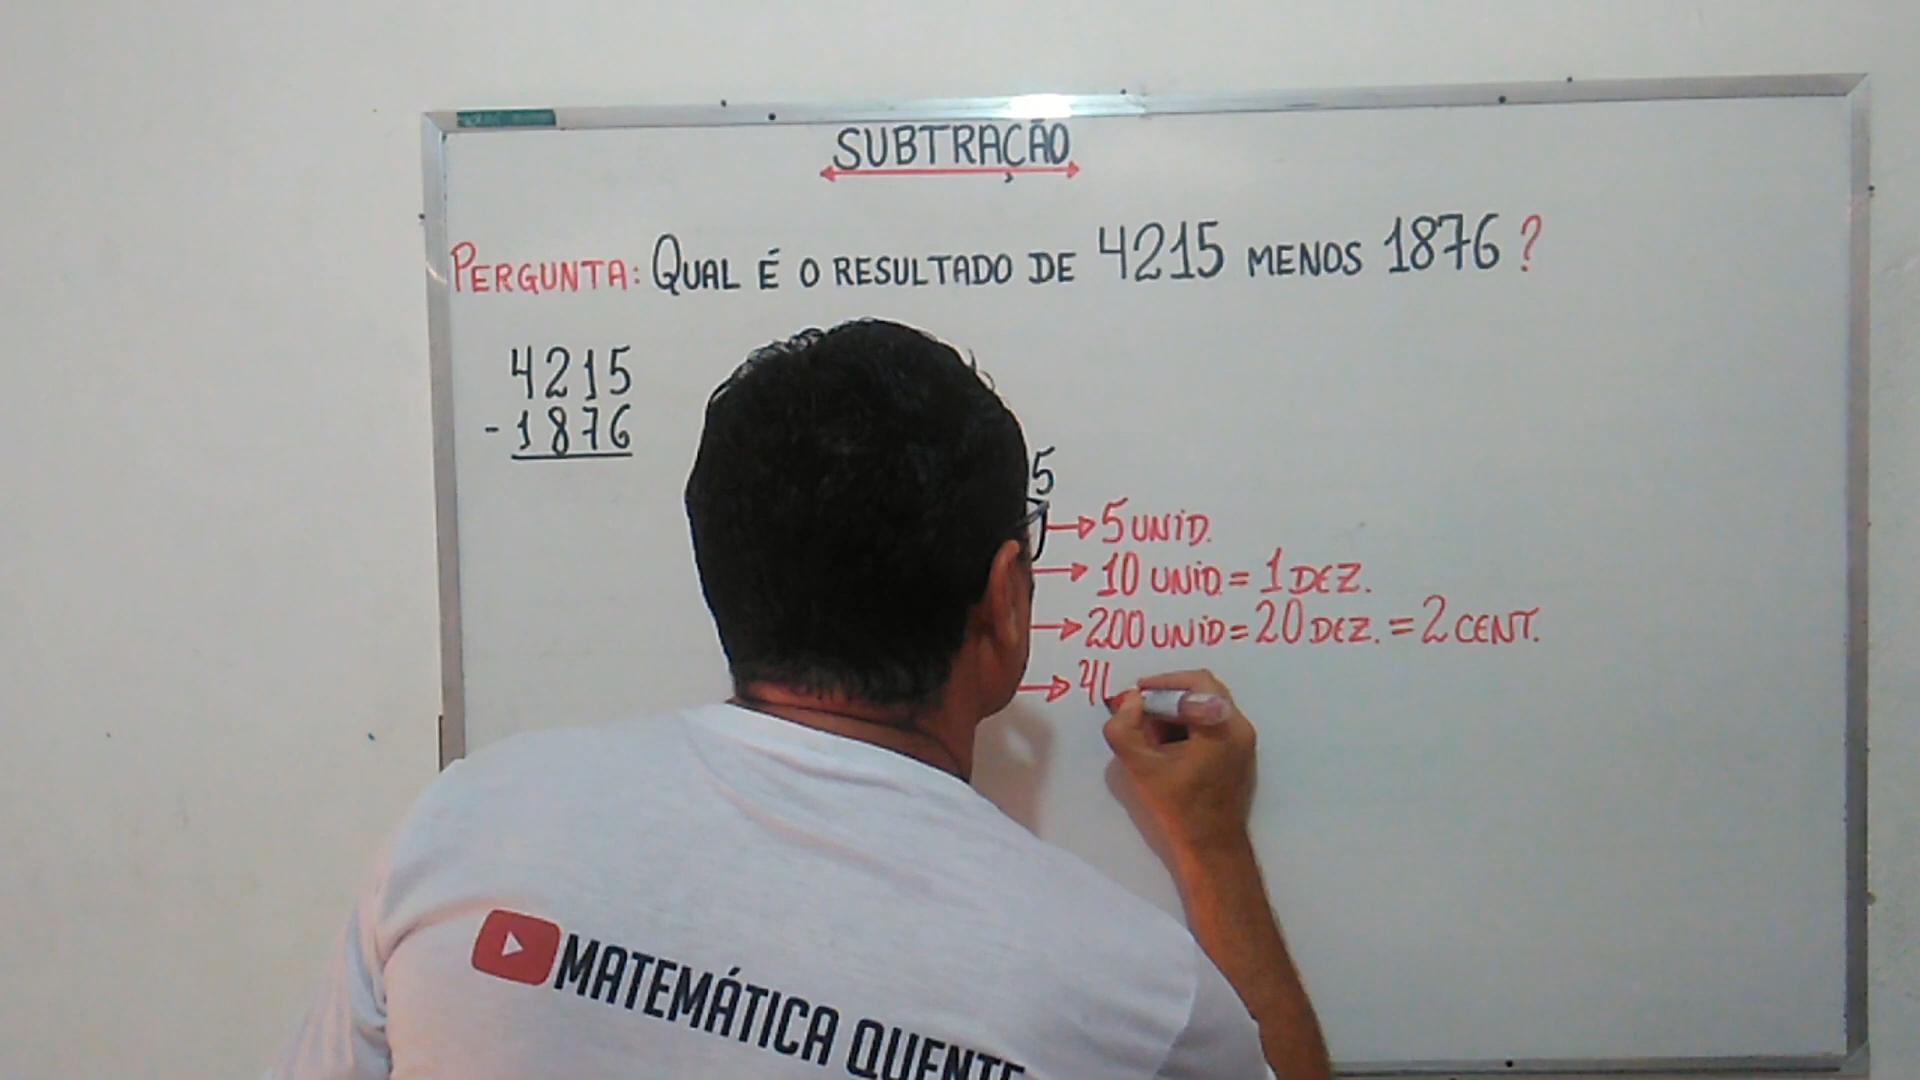 SUBTRAÇÃO
PERGUNTA: QUAL É O RESULTADO DE 4215 MENOS 1876?
4215
- 1876
5
→ 5 UNID.
→ 10 UNID = 1 DEZ.
→ 200 UNID = 20 DEZ. = 2 CENT.
→ 4
MATEMÁTICA QUENTE